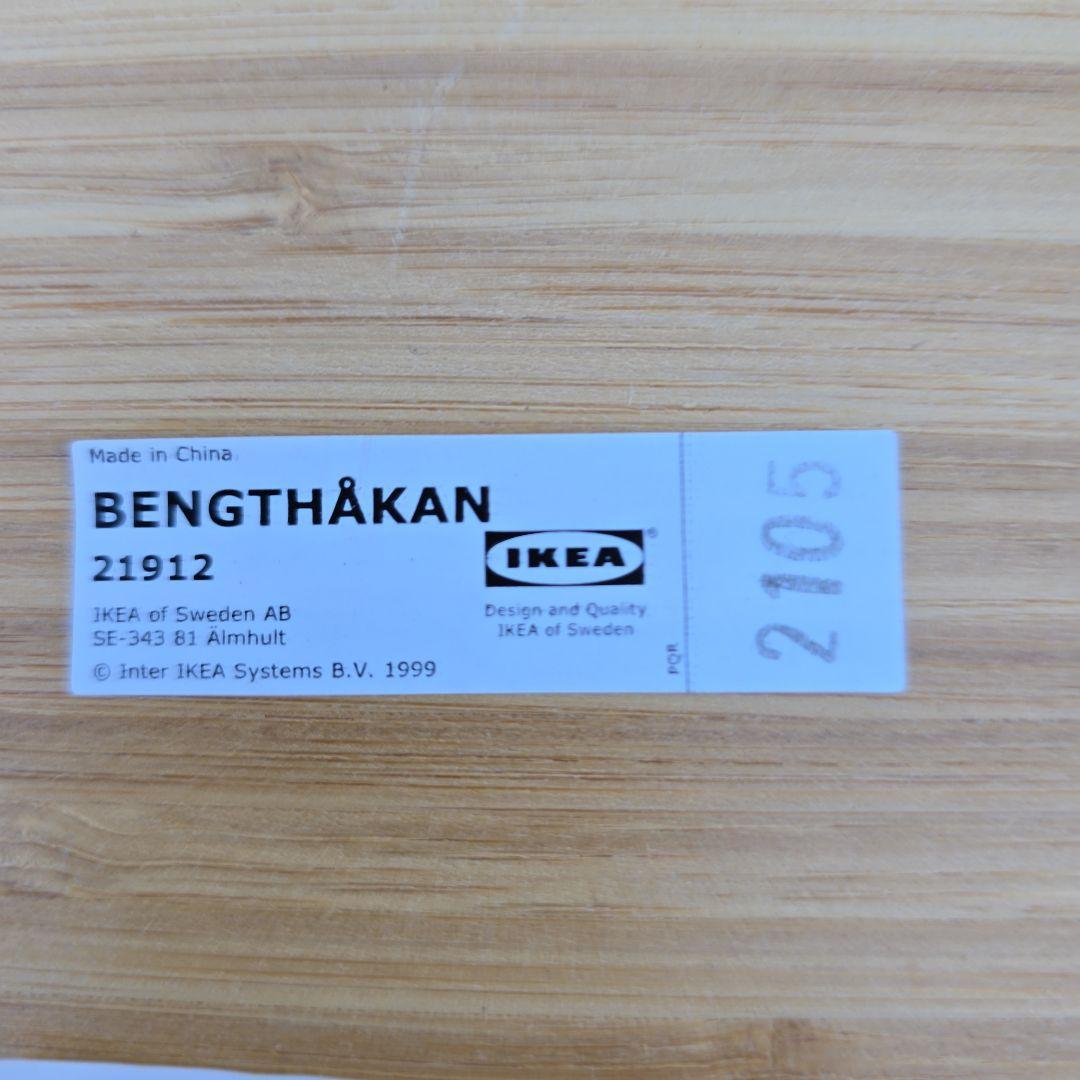 Made in China
BENGTHÅKAN
21912
IKEA of Sweden AB
SE-343 81 Älmhult
© Inter IKEA Systems B.V. 1999
IKEA ®
Design and Quality
IKEA of Sweden
PQR
2105